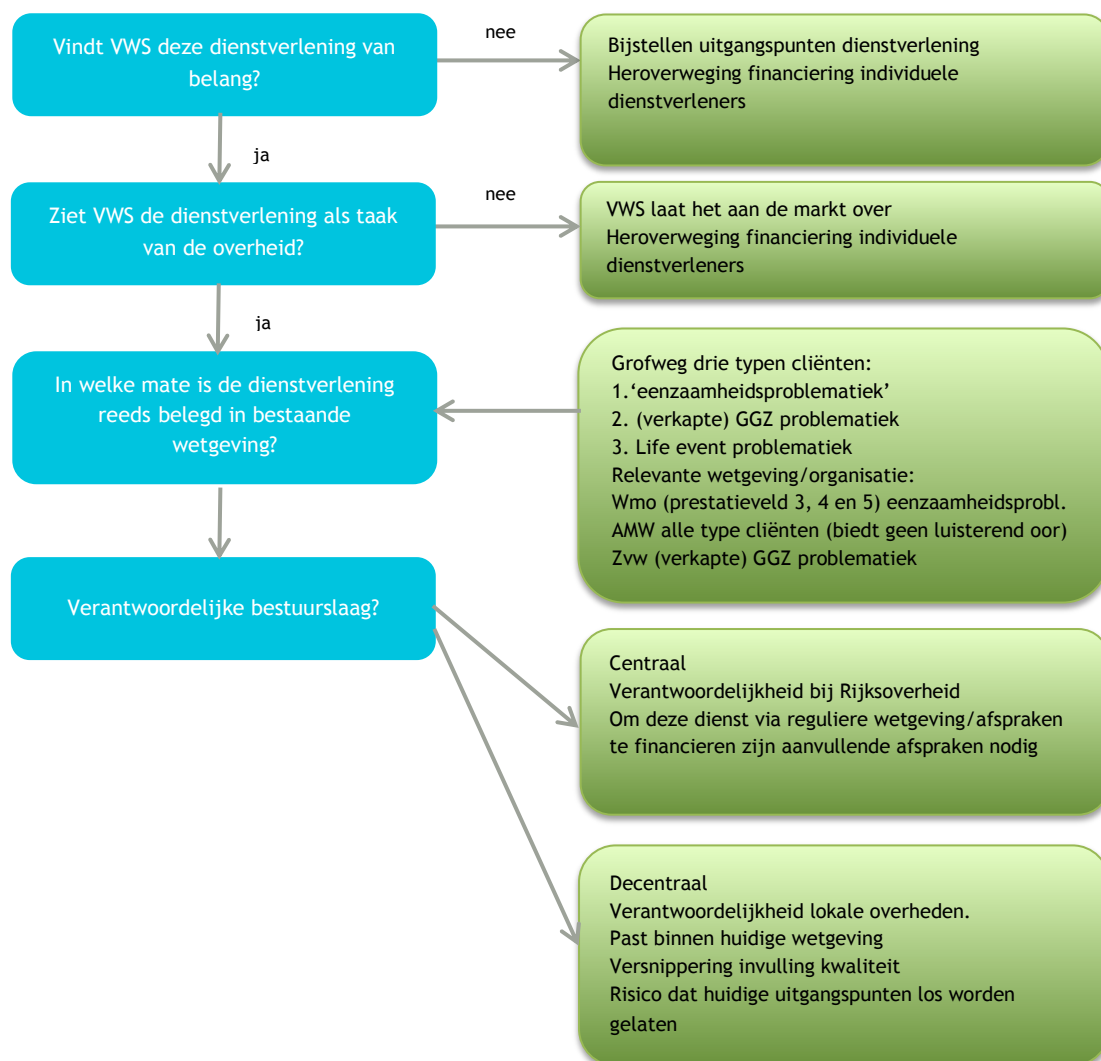 Vindt VWS deze dienstverlening van
belang?
nee
Bijstellen uitgangspunten dienstverlening
Heroverweging financiering individuele
dienstverleners
ja
Ziet VWS de dienstverlening als taak
van de overheid?
nee
VWS laat het aan de markt over
Heroverweging financiering individuele
dienstverleners
ja
In welke mate is de dienstverlening
reeds belegd in bestaande
wetgeving?
Grofweg drie typen cliënten:
1.‘eenzaamheidsproblematiek’
2. (verkapte) GGZ problematiek
3. Life event problematiek
Relevante wetgeving/organisatie:
Wmo (prestatieveld 3, 4 en 5) eenzaamheidsprobl.
AMW alle type cliënten (biedt geen luisterend oor)
Zvw (verkapte) GGZ problematiek
Verantwoordelijke bestuurslaag?
Centraal
Verantwoordelijkheid bij Rijksoverheid
Om deze dienst via reguliere wetgeving/afspraken
te financieren zijn aanvullende afspraken nodig
Decentraal
Verantwoordelijkheid lokale overheden.
Past binnen huidige wetgeving
Versnippering invulling kwaliteit
Risico dat huidige uitgangspunten los worden
gelaten